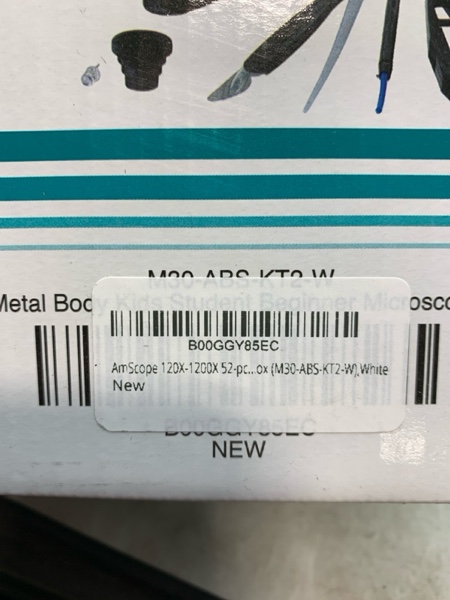 M30-ABS-KT2-W
Metal Body Kids Student Beginner Microsco
B00GGY85EC
AmScope 120X-1200X 52-pc...ox (M30-ABS-KT2-W),White
New
B00GGY85EC
NEW